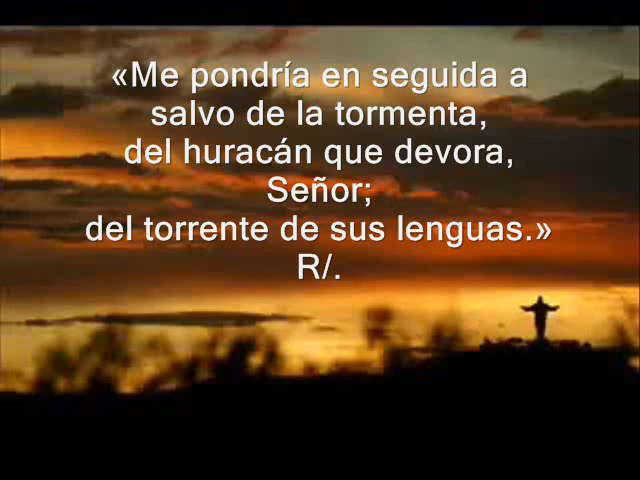 «Me pondría en seguida a
salvo de la tormenta,
del huracán que devora,
Señor;
del torrente de sus lenguas.»
R/.